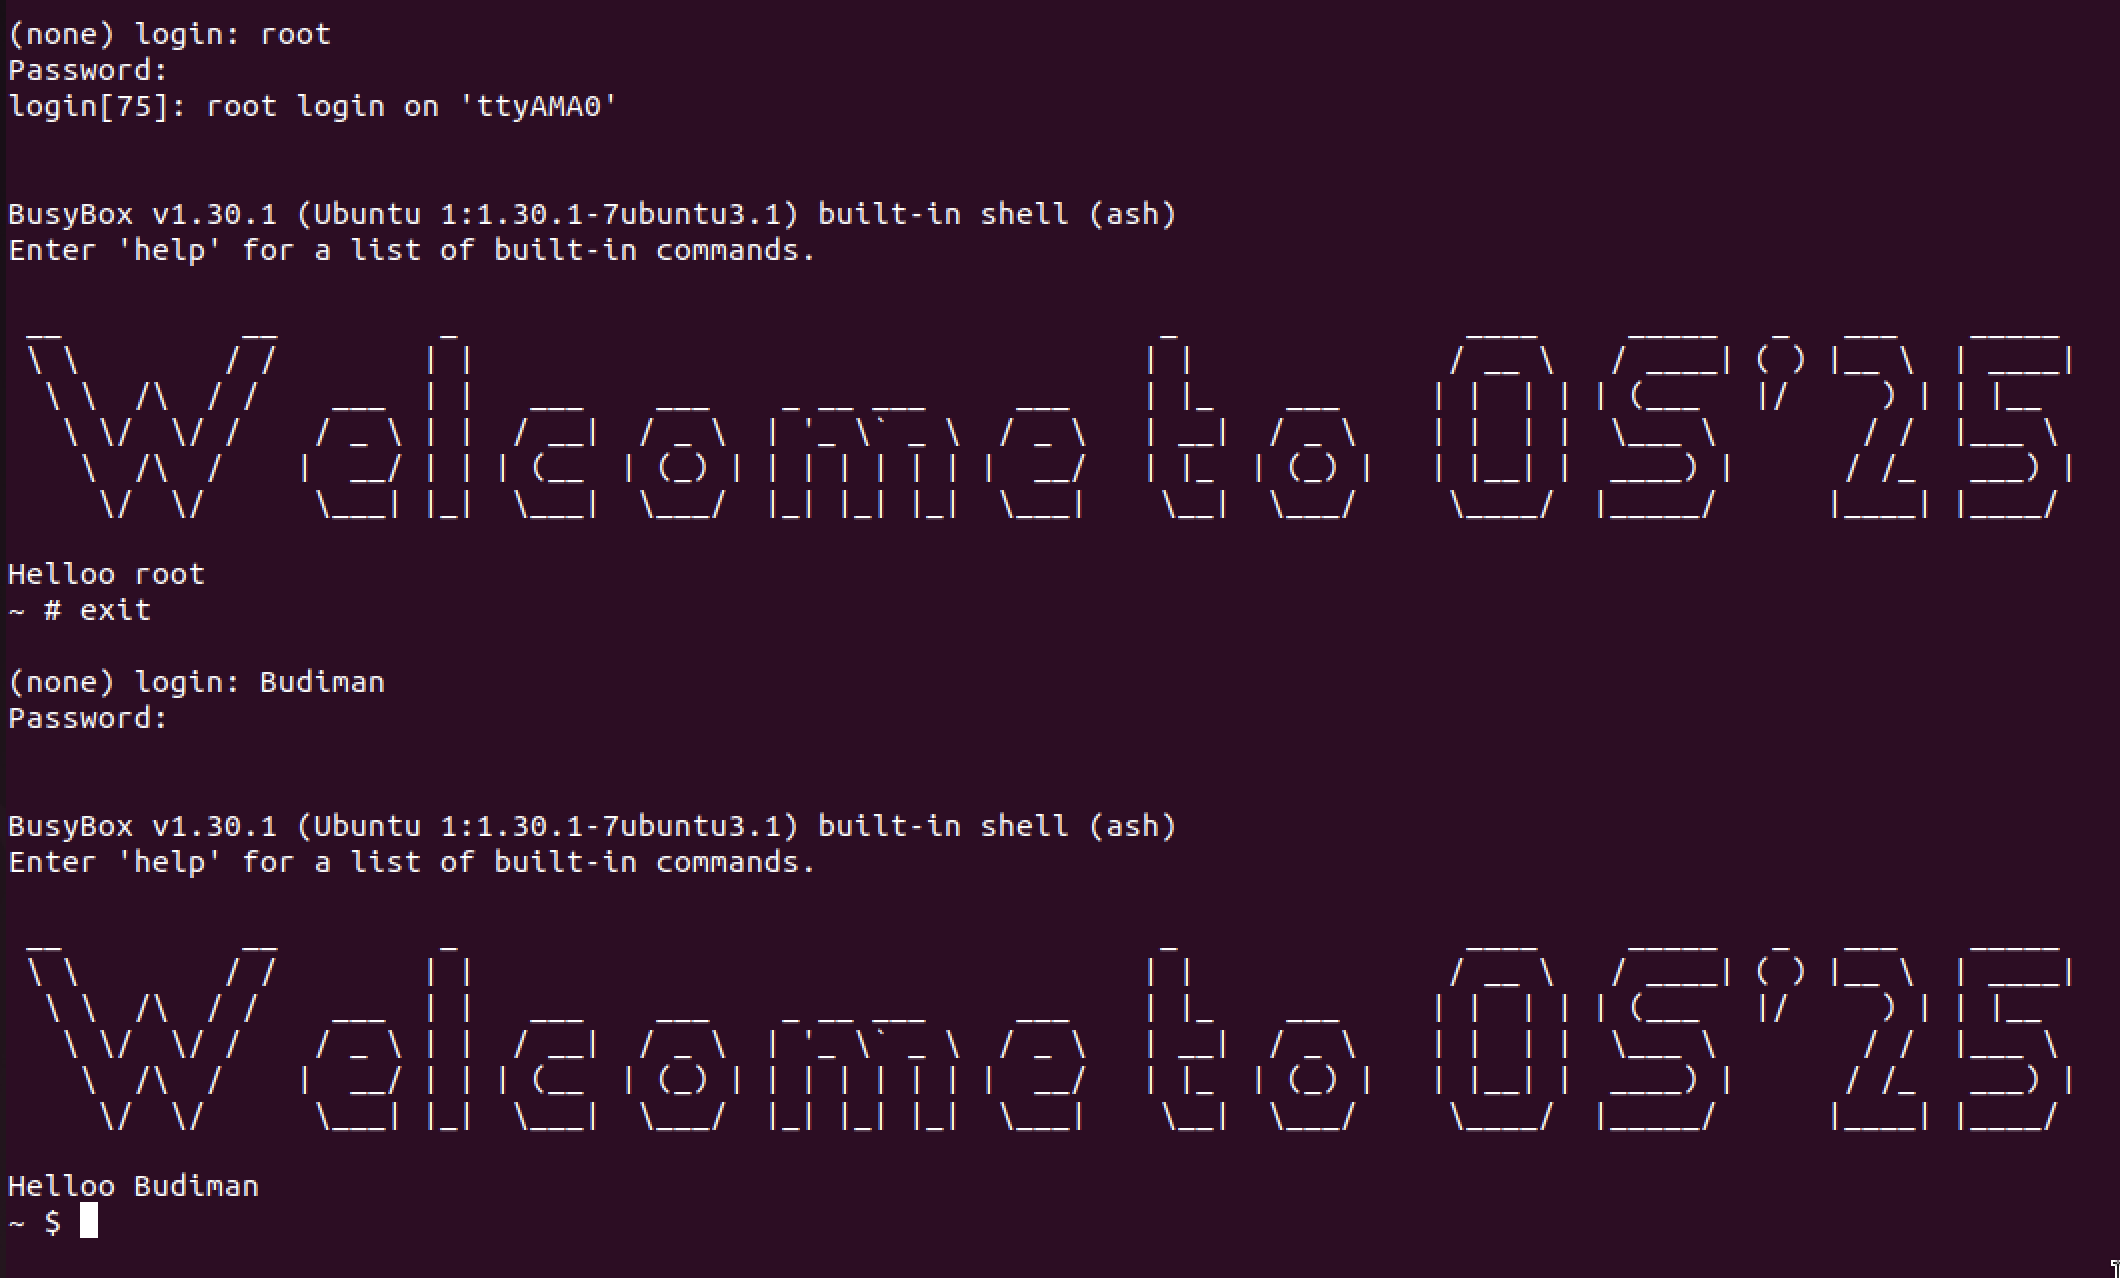 (none) login: root
Password:
login[75]: root login on 'ttyAMA0'
BusyBox v1.30.1 (Ubuntu 1:1.30.1-7ubuntu3.1) built-in shell (ash)
Enter 'help' for a list of built-in commands.
Welcome to OS'25
Helloo root
~ # exit
(none) login: Budiman
Password:
BusyBox v1.30.1 (Ubuntu 1:1.30.1-7ubuntu3.1) built-in shell (ash)
Enter 'help' for a list of built-in commands.
Welcome to OS'25
Helloo Budiman
~ $